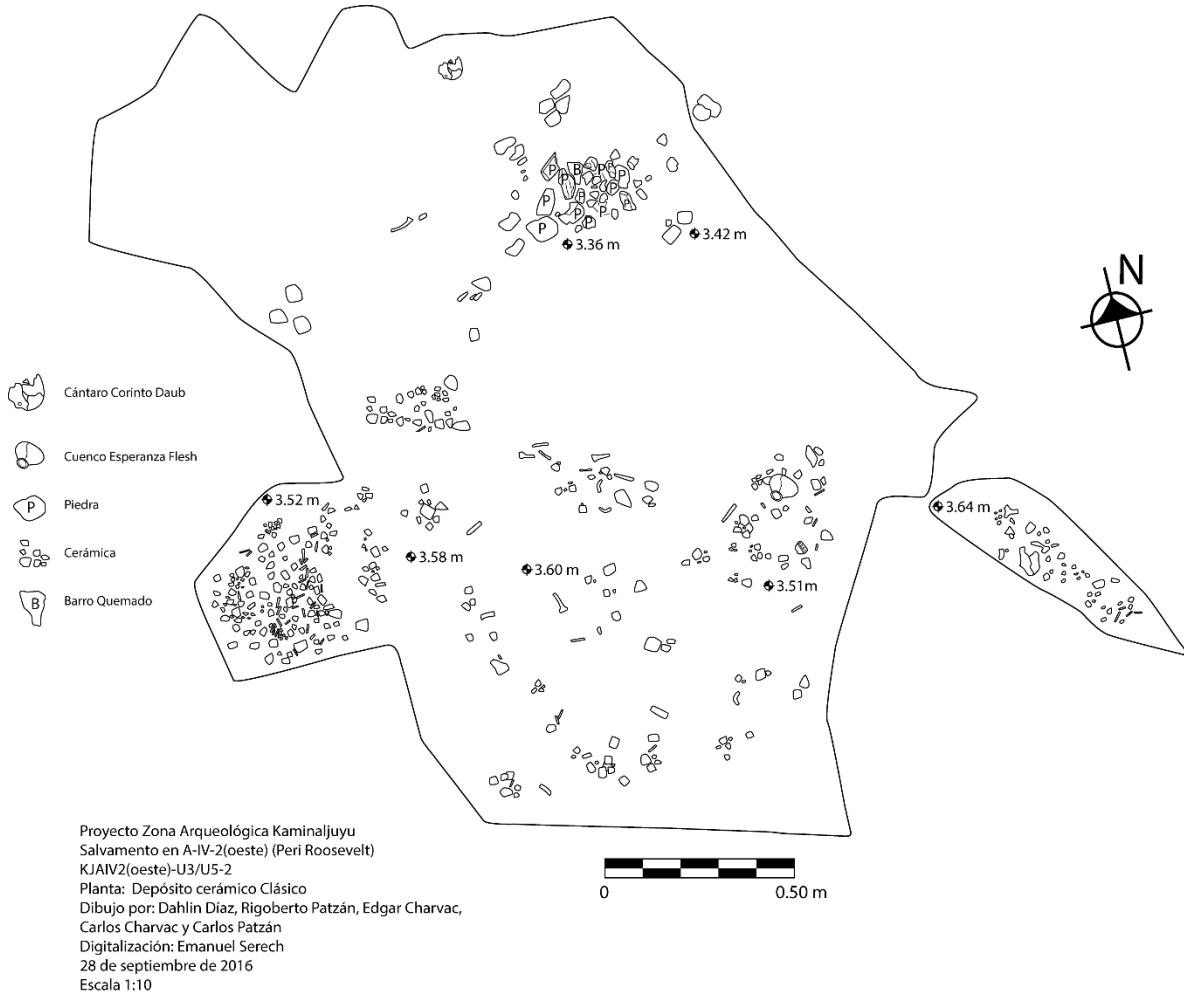 P
P
P
B
P
P
P
P
P
P
P
P
P
P
3.36 m
3.42 m
N
Cántaro Corinto Daub
Cuenco Esperanza Flesh
P
Piedra
Cerámica
B
Barro Quemado
3.52 m
3.58 m
3.60 m
3.51m
3.64 m
Proyecto Zona Arqueológica Kaminaljuyu
Salvamento en A-IV-2(oeste) (Peri Roosevelt)
KJAIV2(oeste)-U3/U5-2
Planta: Depósito cerámico Clásico
Dibujo por: Dahlin Díaz, Rigoberto Patzán, Edgar Charvac,
Carlos Charvac y Carlos Patzán
Digitalización: Emanuel Serech
28 de septiembre de 2016
Escala 1:10
0
0.50 m